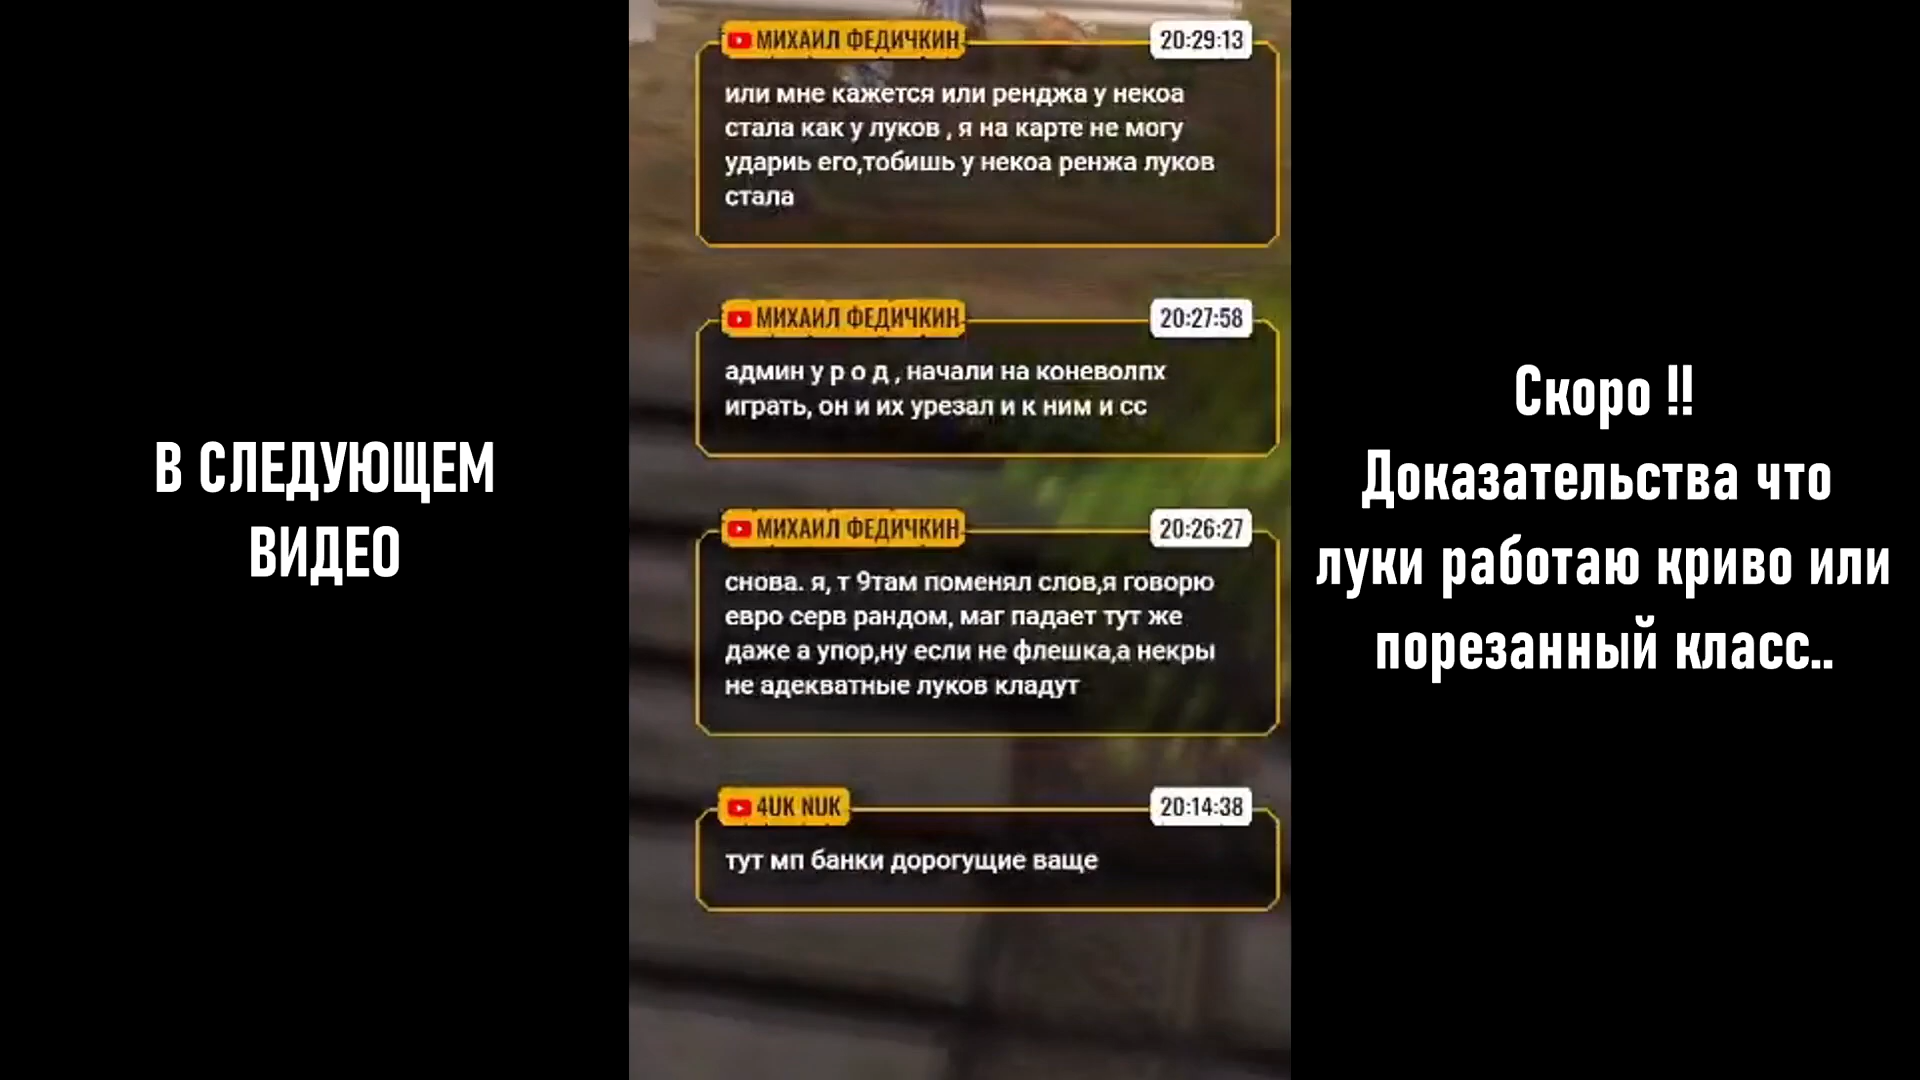 В СЛЕДУЮЩЕМ
ВИДЕО
МИХАИЛ ФЕДИЧКИН
20:29:13
или мне кажется или ренджа у некоа
стала как у луков , я на карте не могу
удариь его,тобишь у некоа ренжа луков
стала
МИХАИЛ ФЕДИЧКИН
20:27:58
админ у р о д , начали на коневолпх
играть, он и их урезал и к ним и сс
МИХАИЛ ФЕДИЧКИН
20:26:27
снова. я, т 9там поменял слов,я говорю
евро серв рандом, маг падает тут же
даже а упор,ну если не флешка,а некры
не адекватные луков кладут
4UK NUK
20:14:38
тут мп банки дорогущие ваще
Скоро !!
Доказательства что
луки работаю криво или
порезанный класс..